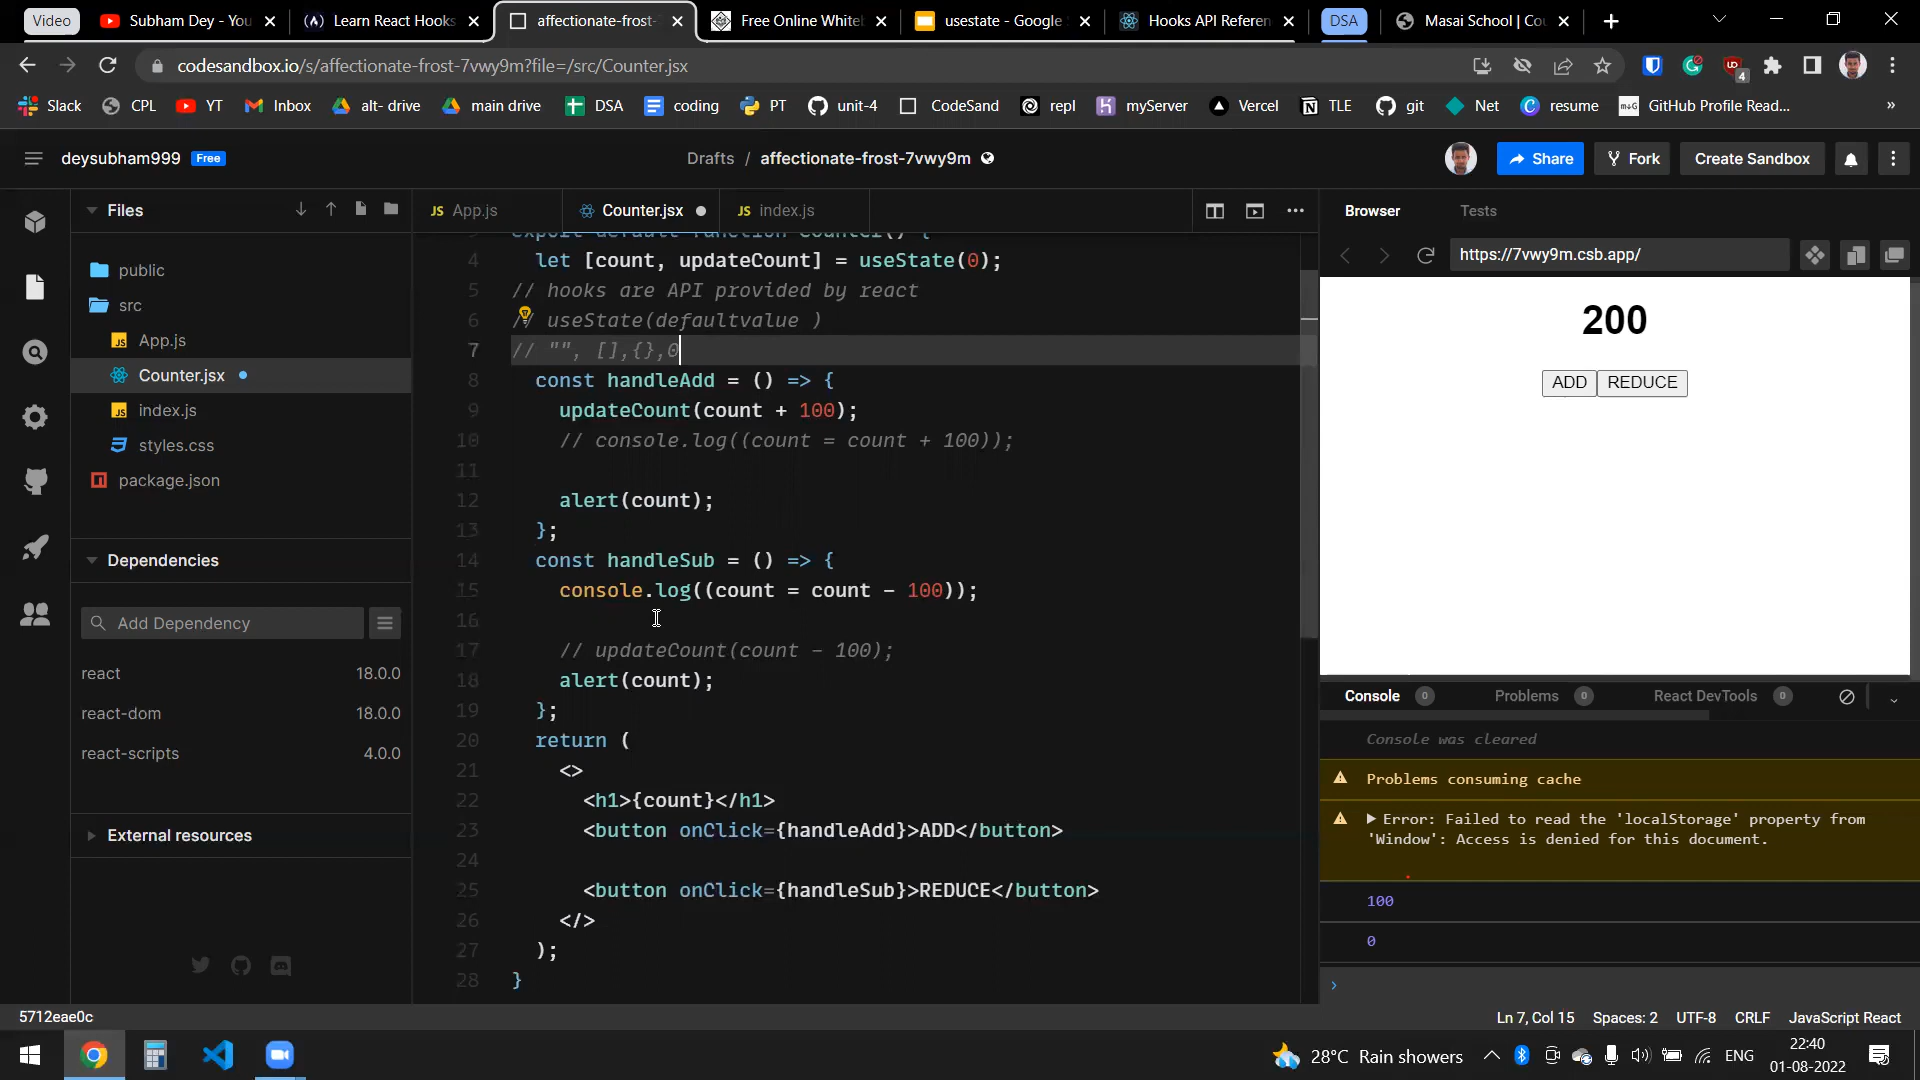 Video
Subham Dey - You
Learn React Hooks
affectionate-frost-
Free Online White
usestate - Google
Hooks API Referen
DSA
Masai School | Co
codesandbox.io/s/affectionate-frost-7vwy9m?file=/src/Counter.jsx
4
Slack
CPL
YT
Inbox
alt- drive
main drive
DSA
coding
PT
unit-4
CodeSand
repl
myServer
Vercel
TLE
git
Net
resume
GitHub Profile Read...
deysubham999 Free
Drafts / affectionate-frost-7vwy9m
Share
Fork
Create Sandbox
Files
public
src
JS App.js
Counter.jsx
JS index.js
styles.css
package.json
Dependencies
Add Dependency
react 18.0.0
react-dom 18.0.0
react-scripts 4.0.0
External resources
JS App.js
Counter.jsx
JS index.js
export default function Counter() {
4 let [count, updateCount] = useState(0);
5 // hooks are API provided by react
6 // useState(defaultvalue )
7 // "", [],{},0
8 const handleAdd = () => {
9 updateCount(count + 100);
10 // console.log((count = count + 100));
11
12 alert(count);
13 };
14 const handleSub = () => {
15 console.log((count = count - 100));
16
17 // updateCount(count - 100);
18 alert(count);
19 };
20 return (
21 <>
22 <h1>{count}</h1>
23 <button onClick={handleAdd}>ADD</button>
24
25 <button onClick={handleSub}>REDUCE</button>
26 </>
27 );
28 }
Browser
Tests
https://7vwy9m.csb.app/
200
ADD
REDUCE
Console 0
Problems 0
React DevTools 0
Console was cleared
Problems consuming cache
Error: Failed to read the 'localStorage' property from
'Window': Access is denied for this document.
100
0
5712eae0c
Ln 7, Col 15
Spaces: 2
UTF-8
CRLF
JavaScript React
28°C Rain showers
ENG
22:40
01-08-2022